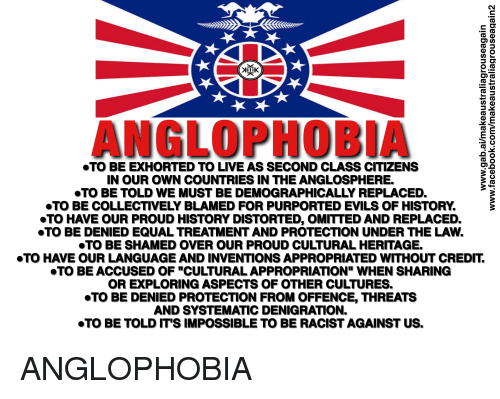 ANGLOPHOBIA
•TO BE EXHORTED TO LIVE AS SECOND CLASS CITIZENS
IN OUR OWN COUNTRIES IN THE ANGLOSPHERE.
•TO BE TOLD WE MUST BE DEMOGRAPHICALLY REPLACED.
•TO BE COLLECTIVELY BLAMED FOR PURPORTED EVILS OF HISTORY.
•TO HAVE OUR PROUD HISTORY DISTORTED, OMITTED AND REPLACED.
•TO BE DENIED EQUAL TREATMENT AND PROTECTION UNDER THE LAW.
•TO BE SHAMED OVER OUR PROUD CULTURAL HERITAGE.
•TO HAVE OUR LANGUAGE AND INVENTIONS APPROPRIATED WITHOUT CREDIT.
•TO BE ACCUSED OF "CULTURAL APPROPRIATION" WHEN SHARING
OR EXPLORING ASPECTS OF OTHER CULTURES.
•TO BE DENIED PROTECTION FROM OFFENCE, THREATS
AND SYSTEMATIC DENIGRATION.
•TO BE TOLD IT'S IMPOSSIBLE TO BE RACIST AGAINST US.
www.gab.ai/makeaustraliagrouseagain
www.facebook.com/makeaustraliagrouseagain2
ANGLOPHOBIA